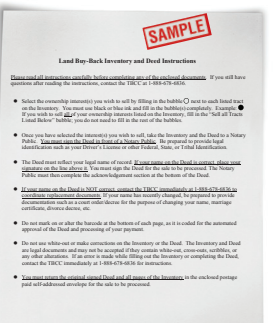 SAMPLE
Land Buy-Back Inventory and Deed Instructions
Please read all instructions carefully before completing any of the enclosed documents. If you still have
questions after reading the instructions, contact the TBCC at 1-888-678-6836.
● Select the ownership interest(s) you wish to sell by filling in the bubble ○ next to each listed tract
on the Inventory. You must use black or blue ink and fill in the bubble(s) completely. Example: ●
If you wish to sell all of your ownership interests listed on the Inventory, fill in the "Sell all Tracts
Listed Below" bubble; you do not need to fill in the rest of the bubbles.
● Once you have selected the interest(s) you wish to sell, take the Inventory and the Deed to a Notary
Public. You must sign the Deed in front of a Notary Public. Be prepared to provide legal
identification such as your Driver's License or other Federal, State, or Tribal Identification.
● The Deed must reflect your legal name of record. If your name on the Deed is correct, place your
signature on the line above it. You must sign the Deed for the sale to be processed. The Notary
Public must then complete the acknowledgement section at the bottom of the Deed.
● If your name on the Deed is NOT correct, contact the TBCC immediately at 1-888-678-6836 to
coordinate replacement documents. If your name has recently changed, be prepared to provide
documentation such as a court order/decree for the purpose of changing your name, marriage
certificate, divorce decree, etc.
● Do not mark on or alter the barcode at the bottom of each page, as it is coded for the automated
approval of the Deed and processing of your payment.
● Do not use white-out or make corrections on the Inventory or the Deed. The Inventory and Deed
are legal documents and may not be accepted if they contain white-out, cross-outs, scribbles, or
any other alterations. If an error is made while filling out the Inventory or completing the Deed,
contact the TBCC immediately at 1-888-678-6836 for instructions.
● You must return the original signed Deed and all pages of the Inventory in the enclosed postage
paid self-addressed envelope for the sale to be processed.